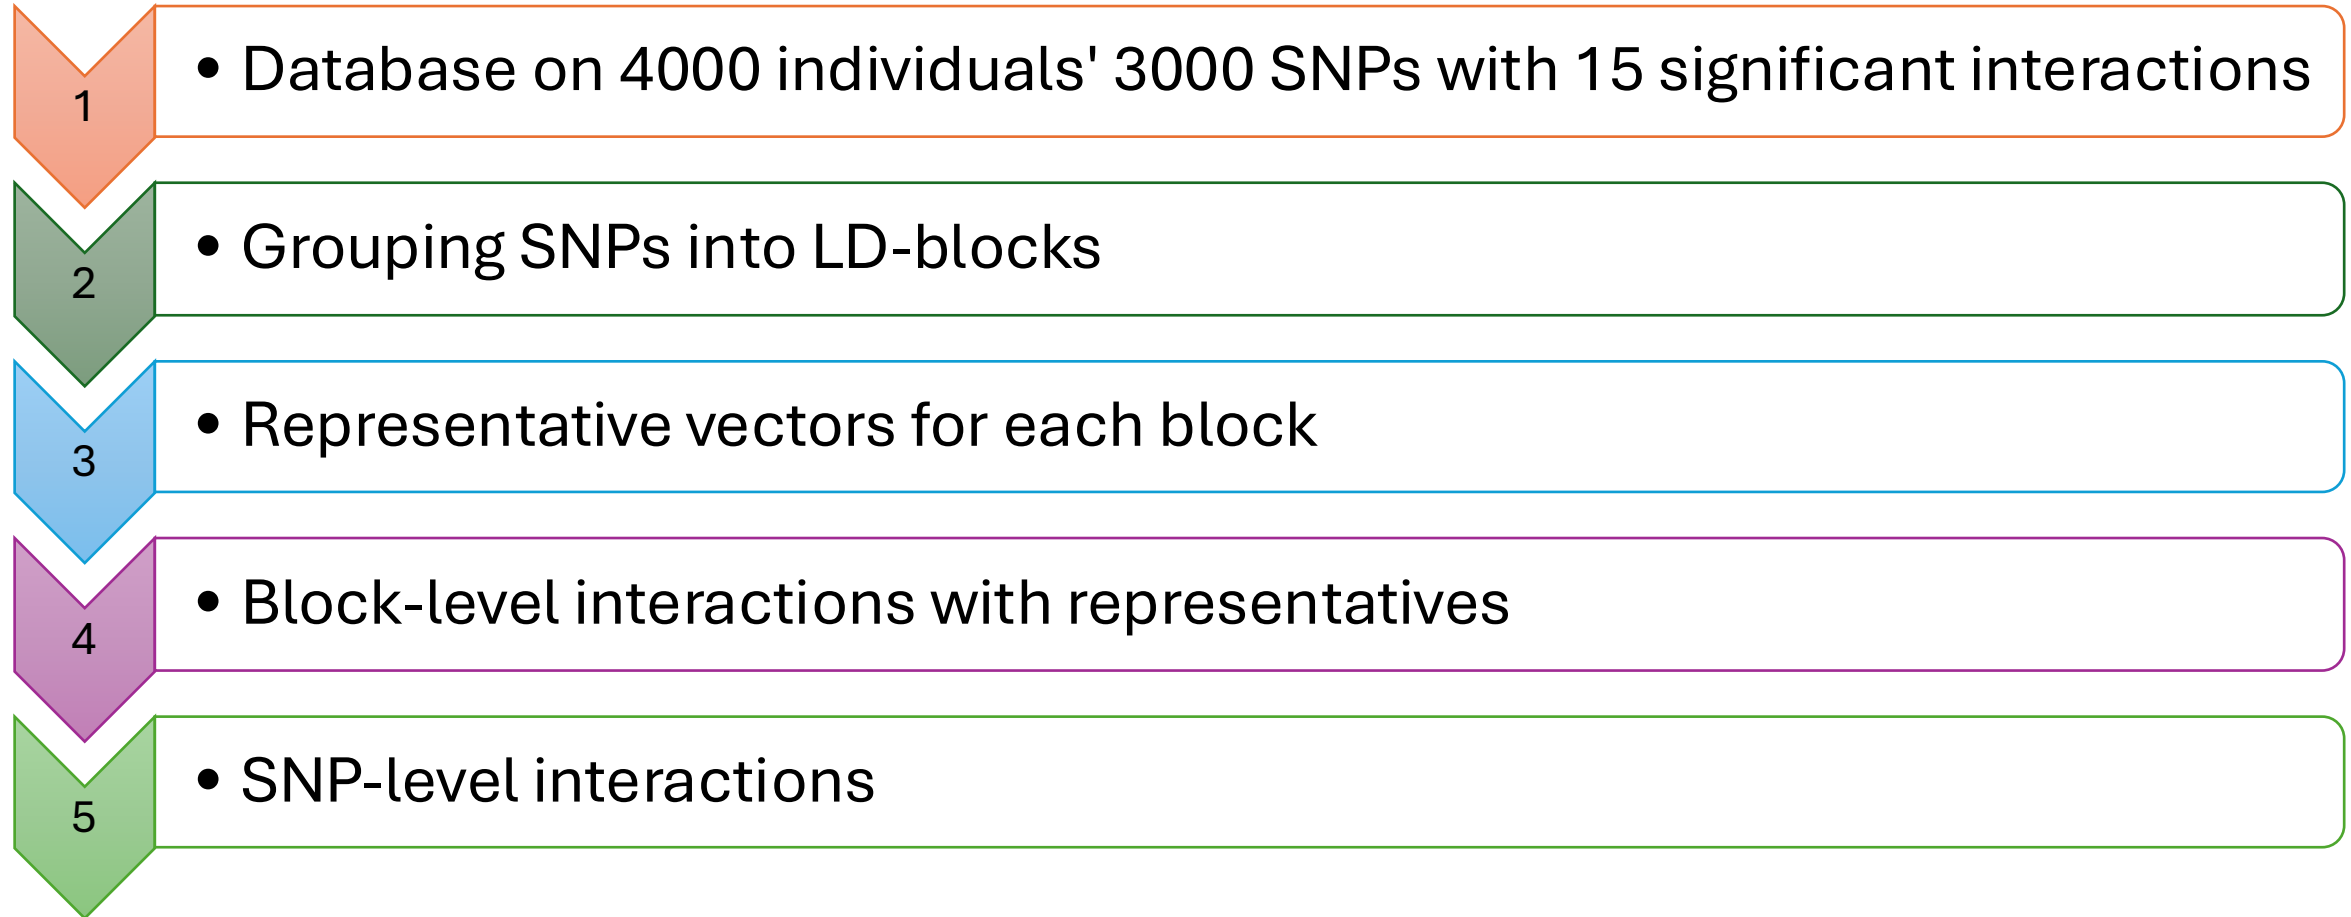 1
• Database on 4000 individuals' 3000 SNPs with 15 significant interactions
2
• Grouping SNPs into LD-blocks
3
• Representative vectors for each block
4
• Block-level interactions with representatives
5
• SNP-level interactions